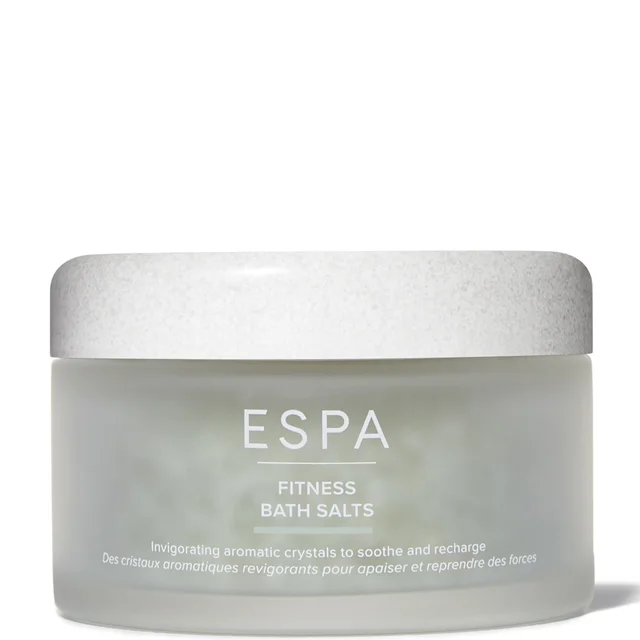 ESPA
FITNESS
BATH SALTS
Invigorating aromatic crystals to soothe and recharge
Des cristaux aromatiques revigorants pour apaiser et reprendre des forces